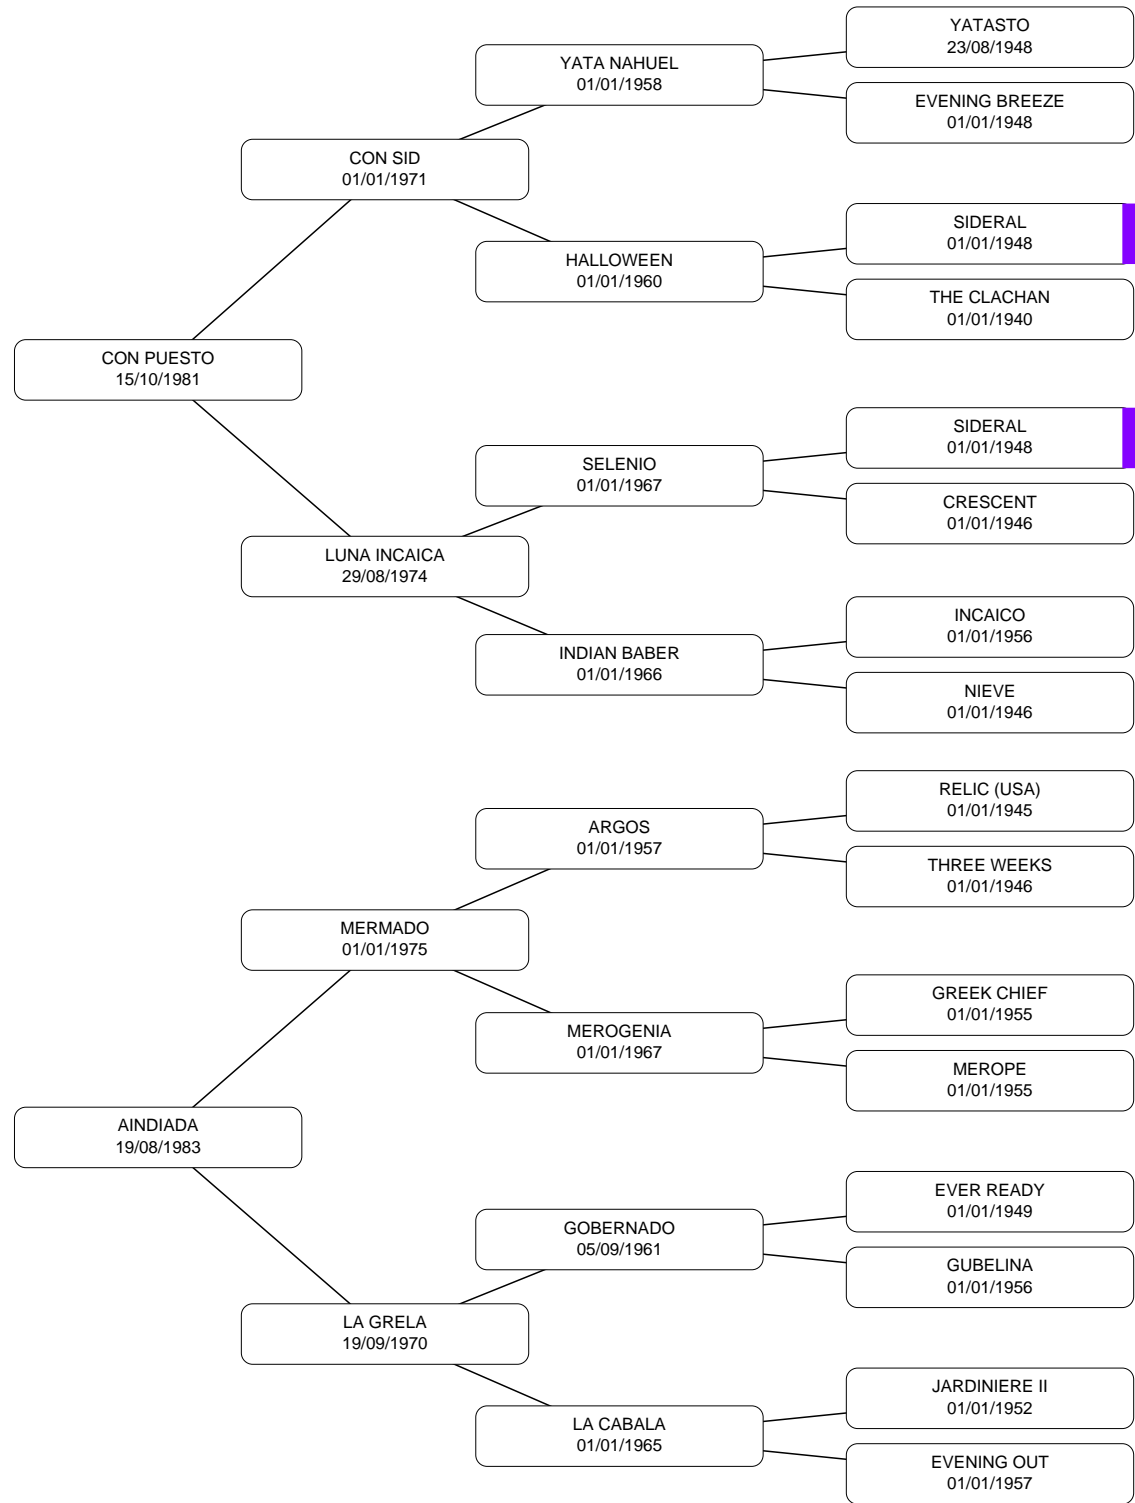 YATASTO
23/08/1948
YATA NAHUEL
01/01/1958
EVENING BREEZE
01/01/1948
CON SID
01/01/1971
SIDERAL
01/01/1948
HALLOWEEN
01/01/1960
THE CLACHAN
01/01/1940
CON PUESTO
15/10/1981
SIDERAL
01/01/1948
SELENIO
01/01/1967
CRESCENT
01/01/1946
LUNA INCAICA
29/08/1974
INCAICO
01/01/1956
INDIAN BABER
01/01/1966
NIEVE
01/01/1946
RELIC (USA)
01/01/1945
ARGOS
01/01/1957
THREE WEEKS
01/01/1946
MERMADO
01/01/1975
GREEK CHIEF
01/01/1955
MEROGENIA
01/01/1967
MEROPE
01/01/1955
AINDIADA
19/08/1983
EVER READY
01/01/1949
GOBERNADO
05/09/1961
GUBELINA
01/01/1956
LA GRELA
19/09/1970
JARDINIERE II
01/01/1952
LA CABALA
01/01/1965
EVENING OUT
01/01/1957